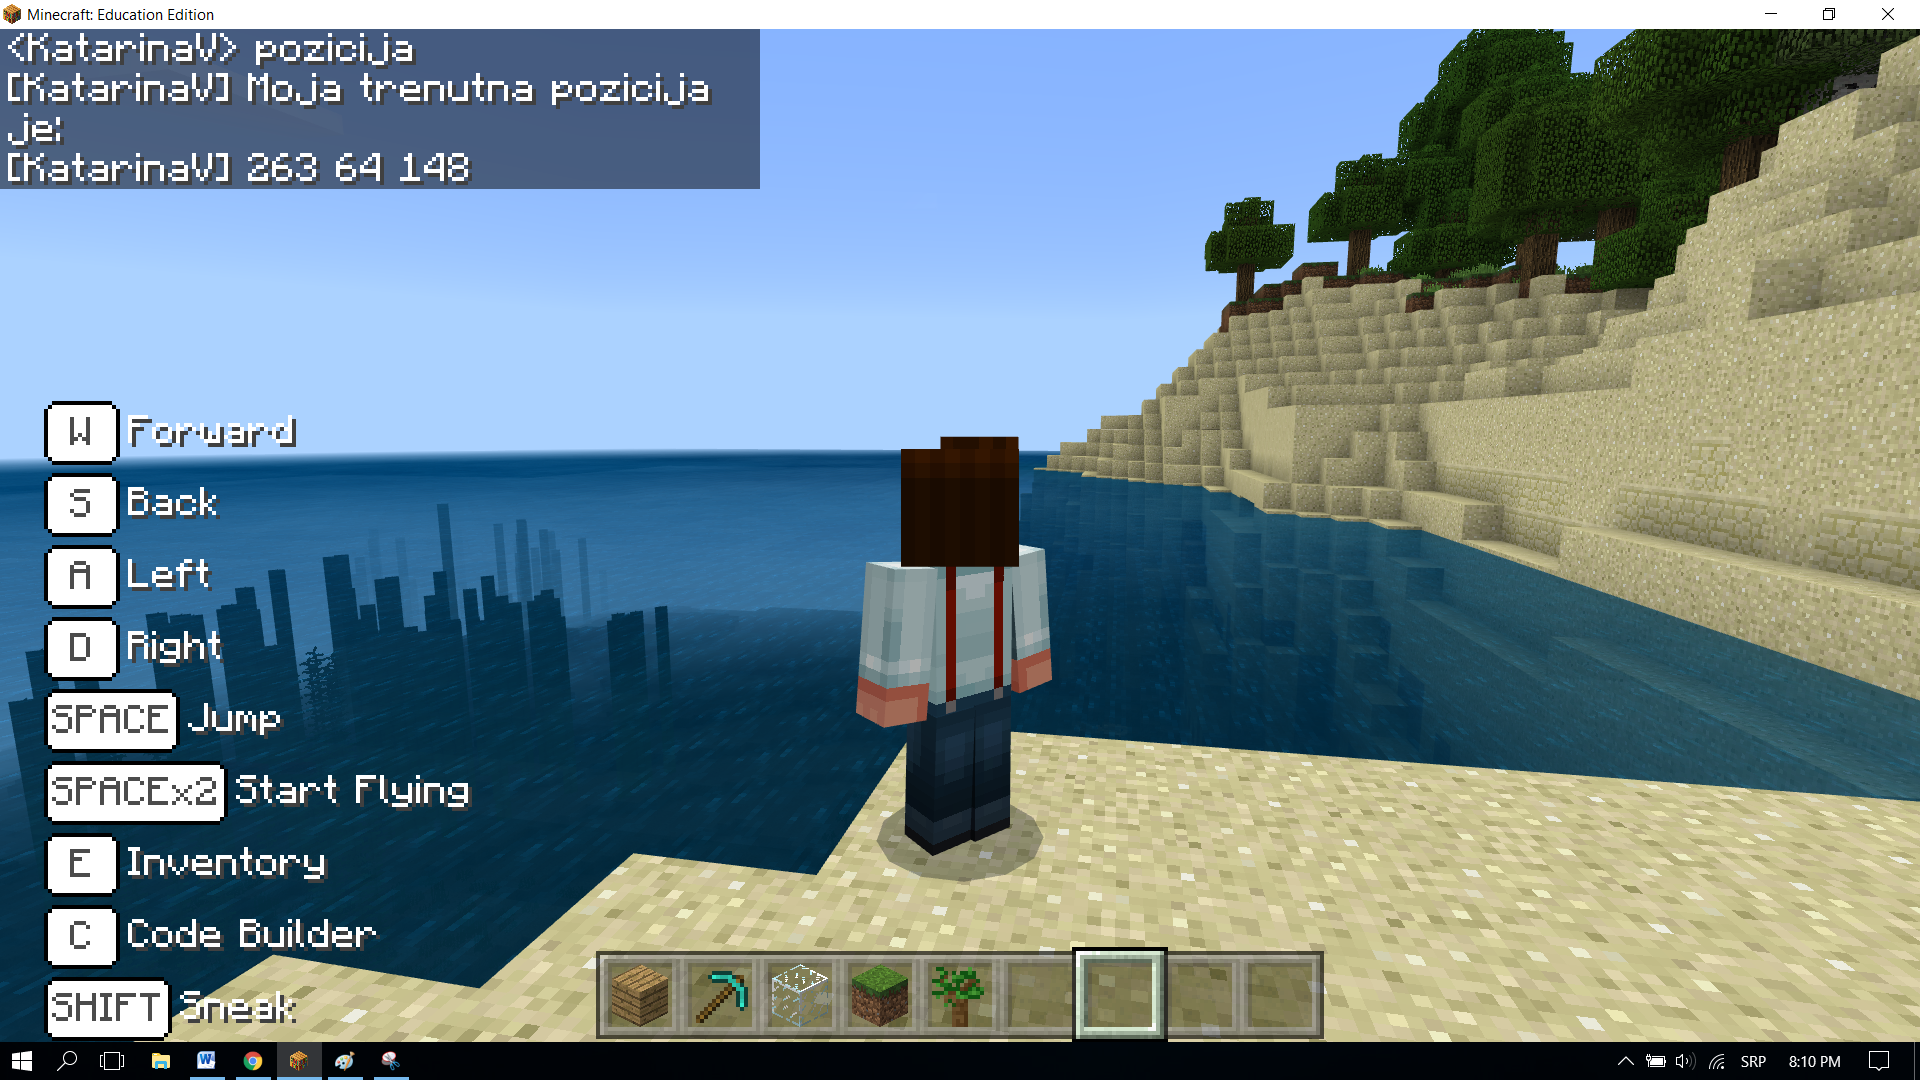 Minecraft: Education Edition
<KatarinaV> pozicija
[KatarinaV] Moja trenutna pozicija
je:
[KatarinaV] 263 64 148
W Forward
S Back
A Left
D Right
SPACE Jump
SPACEx2 Start Flying
E Inventory
C Code Builder
SHIFT Sneak
SRP 8:10 PM